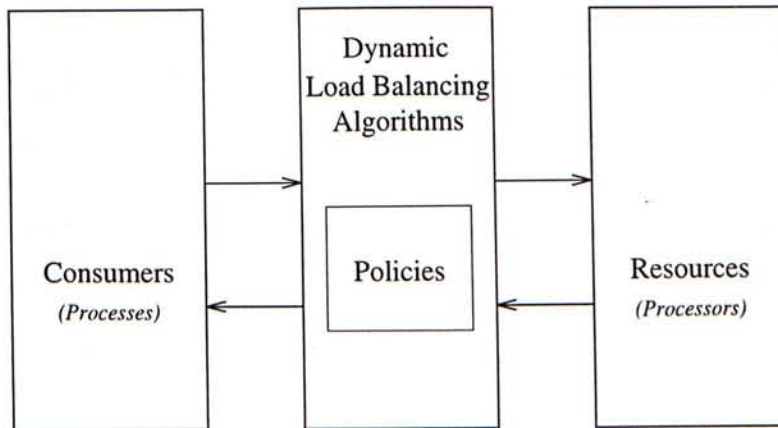 Dynamic
Load Balancing
Algorithms
Consumers
(Processes)
Policies
Resources
(Processors)